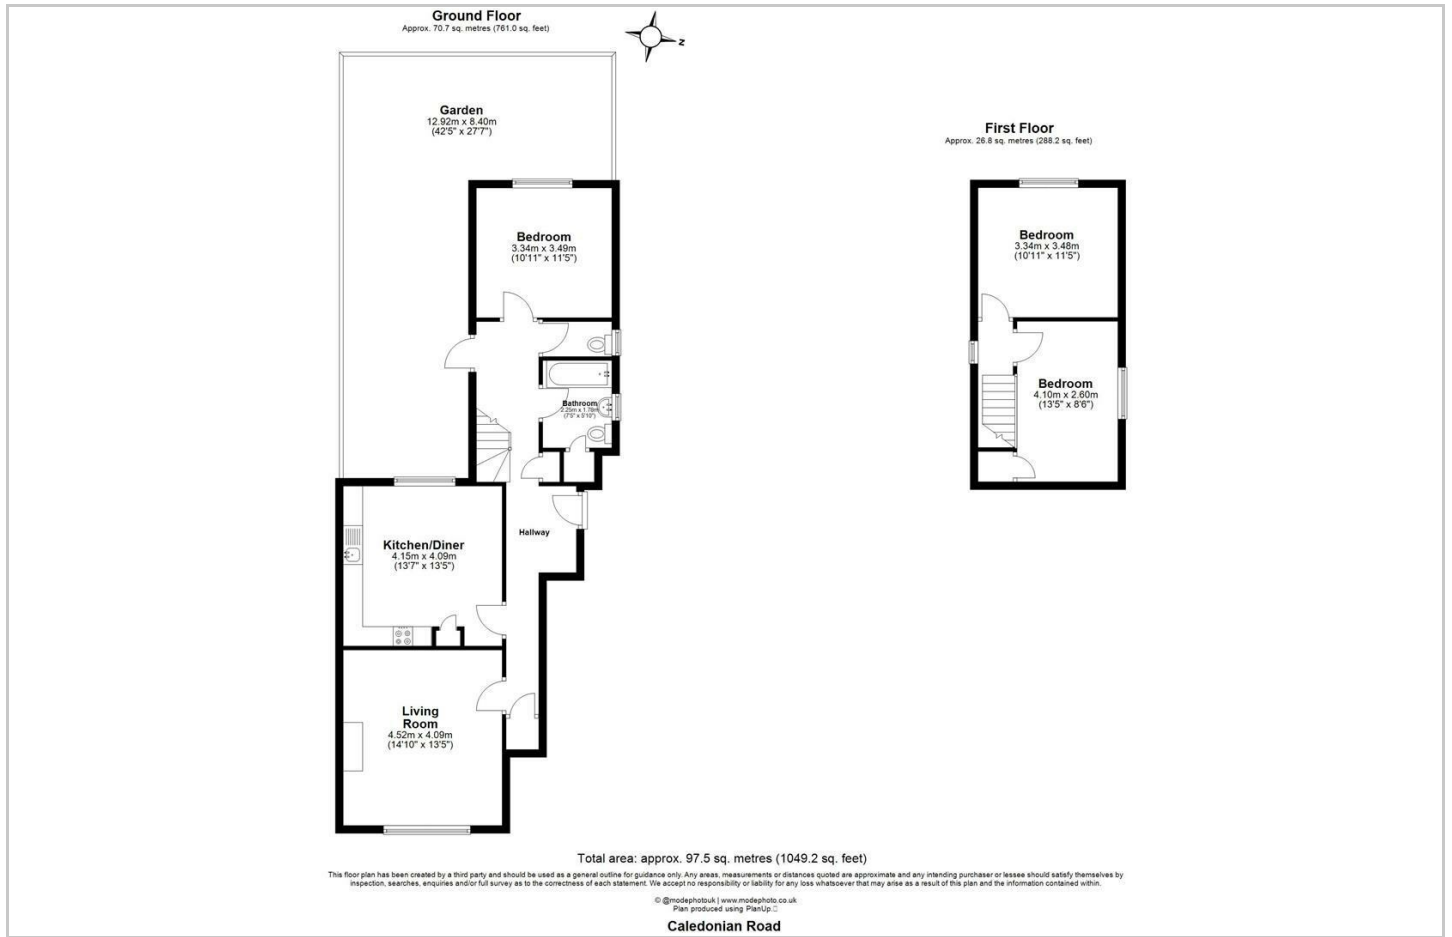 Ground Floor
Approx. 70.7 sq. metres (761.0 sq. feet)
N
Garden
12.92m x 8.40m
(42'5" x 27'7")
First Floor
Approx. 26.8 sq. metres (288.2 sq. feet)
Bedroom
3.34m x 3.49m
(10'11" x 11'5")
Bedroom
3.34m x 3.48m
(10'11" x 11'5")
Bathroom
2.25m x 1.78m
(7'5" x 5'10")
Bedroom
4.10m x 2.60m
(13'5" x 8'6")
Hallway
Kitchen/Diner
4.15m x 4.09m
(13'7" x 13'5")
Living
Room
4.52m x 4.09m
(14'10" x 13'5")
Total area: approx. 97.5 sq. metres (1049.2 sq. feet)
This floor plan has been created by a third party and should be used as a general outline for guidance only. Any areas, measurements or distances quoted are approximate and any intending purchaser or lessee should satisfy themselves by
inspection, searches, enquiries and/or full survey as to the correctness of each statement. We accept no responsibility or liability for any loss whatsoever that may arise as a result of this plan and the information contained within.
© @modephotouk | www.modephoto.co.uk
Plan produced using PlanUp.
Caledonian Road